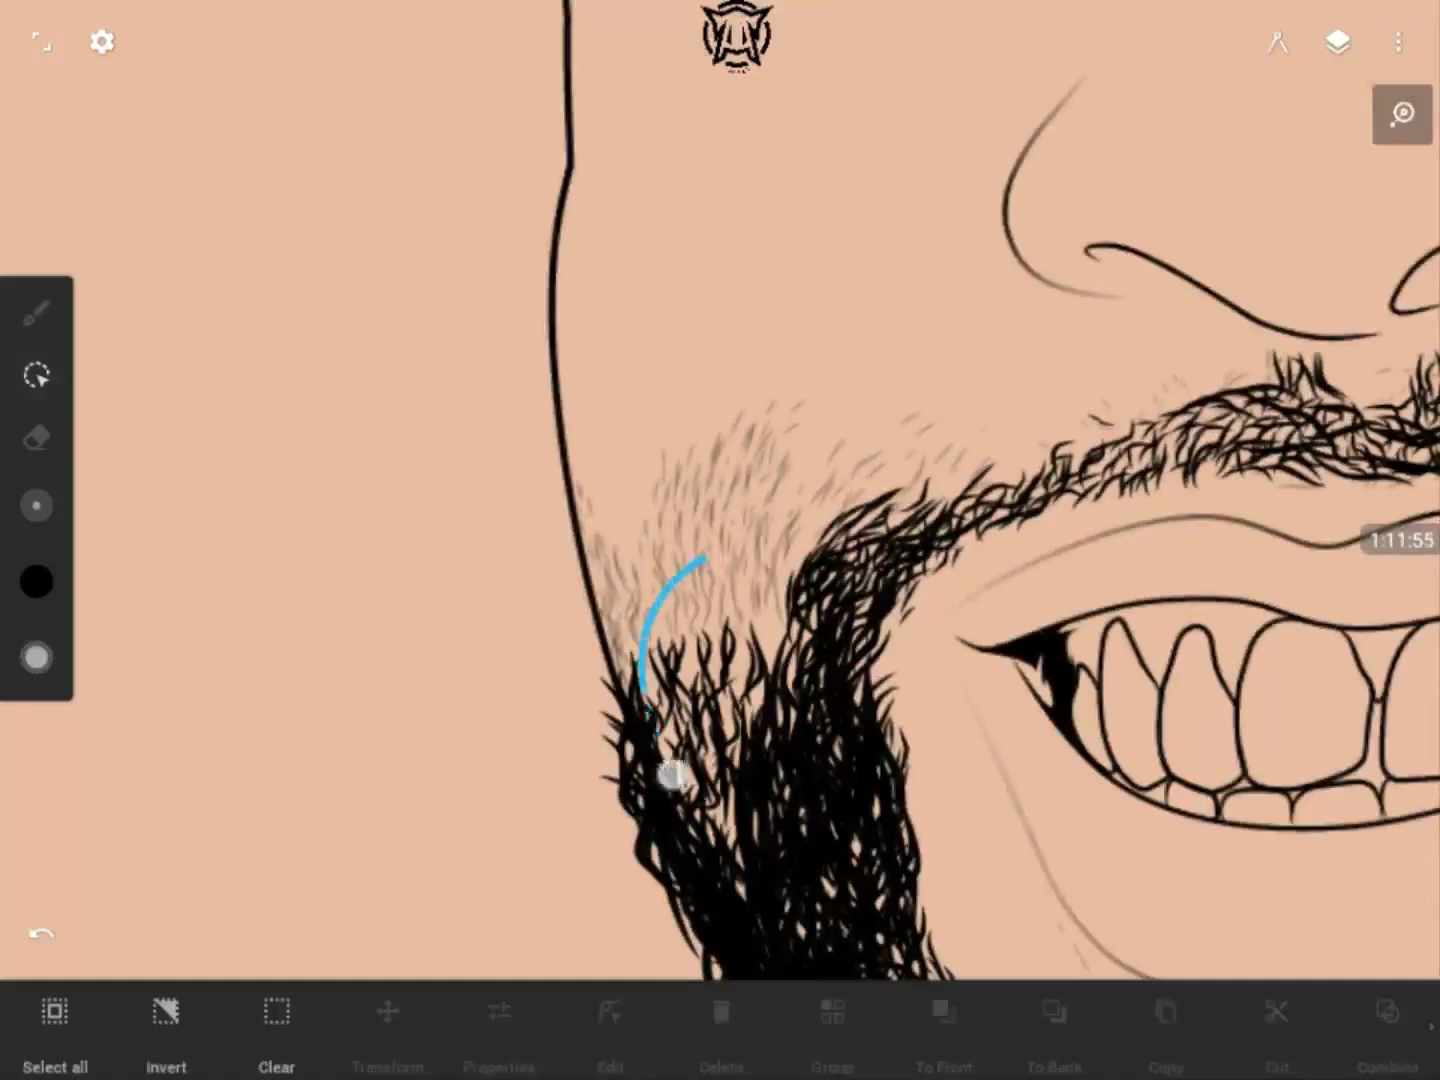 1:11:55
Select all
Invert
Clear
Transform...
Properties
Edit
Delete...
Group
To Front
To Back
Copy
Cut
Combine